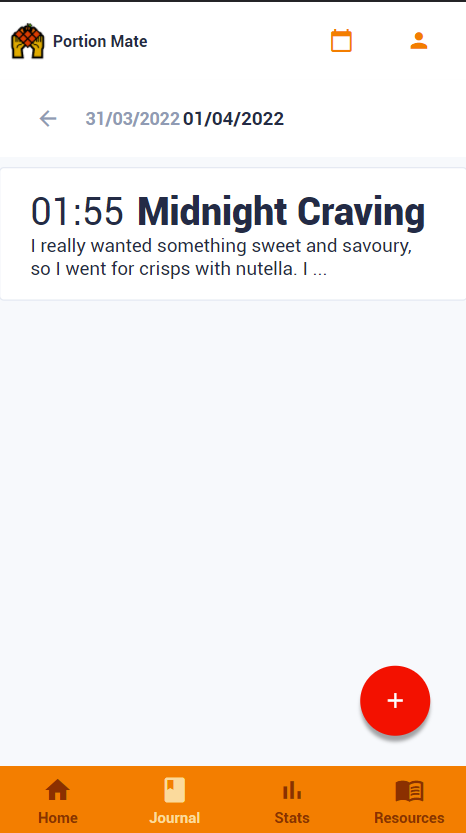 Portion Mate
31/03/2022 01/04/2022
01:55 Midnight Craving
I really wanted something sweet and savoury,
so I went for crisps with nutella. I ...
+
Home Journal Stats Resources